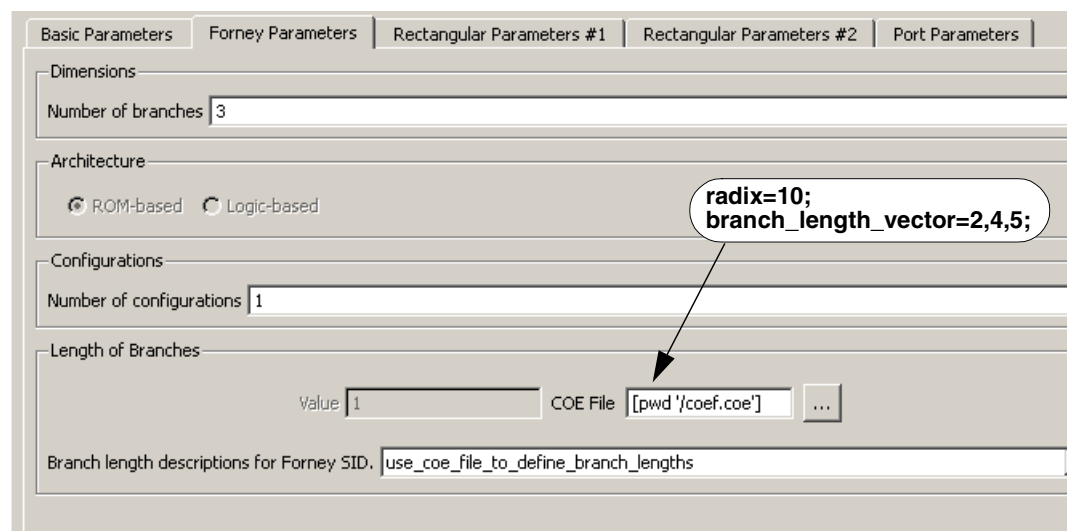 Basic Parameters Forney Parameters Rectangular Parameters #1 Rectangular Parameters #2 Port Parameters
Dimensions
Number of branches 3
Architecture
ROM-based Logic-based
radix=10;
branch_length_vector=2,4,5;
Configurations
Number of configurations 1
Length of Branches
Value 1 COE File [pwd '/coef.coe'] ...
Branch length descriptions for Forney SID. use_coe_file_to_define_branch_lengths